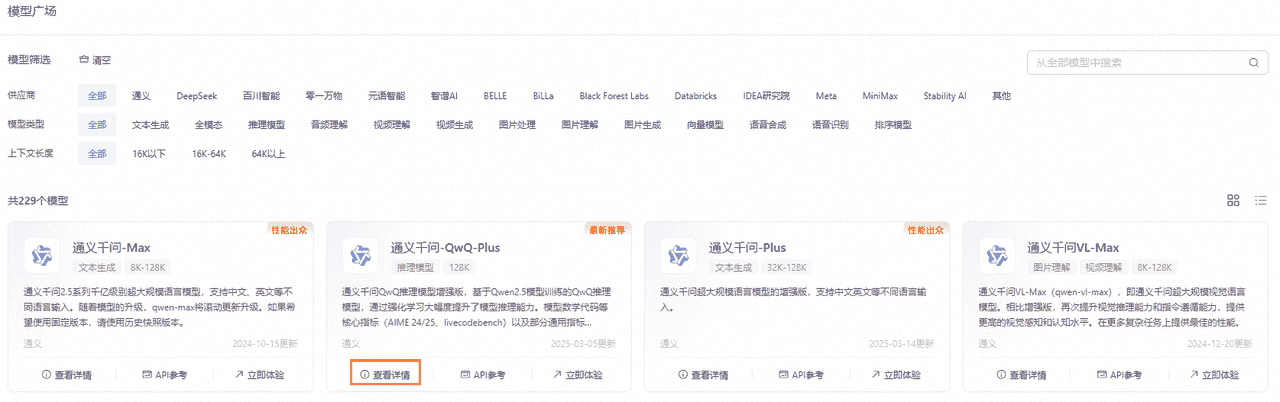 模型广场
模型筛选 清空 从全部模型中搜索
供应商 全部 通义 DeepSeek 百川智能 零一万物 元语智能 智谱AI BELLE BiLLa Black Forest Labs Databricks IDEA研究院 Meta MiniMax Stability AI 其他
模型类型 全部 文本生成 全模态 推理模型 音频理解 视频理解 视频生成 图片处理 图片理解 图片生成 向量模型 语音合成 语音识别 排序模型
上下文长度 全部 16K以下 16K-64K 64K以上
共229个模型
性能出众
通义千问-Max
文本生成 8K-128K
通义千问2.5系列千亿级别超大规模语言模型，支持中文、英文等不
同语言输入。随着模型的升级，qwen-max将滚动更新升级。如果希
望使用固定版本，请使用历史快照版本。
通义 2024-10-15更新
查看详情 API参考 立即体验
最新推荐
通义千问-QwQ-Plus
推理模型 128K
通义千问QwQ推理模型增强版，基于Qwen2.5模型训练的QwQ推理
模型，通过强化学习大幅度提升了模型推理能力。模型数学代码等
核心指标（AIME 24/25、livecodebench）以及部分通用指标...
通义 2025-03-05更新
查看详情 API参考 立即体验
性能出众
通义千问-Plus
文本生成 32K-128K
通义千问超大规模语言模型的增强版，支持中文英文等不同语言输
入。
通义 2025-03-14更新
查看详情 API参考 立即体验
通义千问VL-Max
图片理解 视频理解 8K-128K
通义千问VL-Max（qwen-vl-max），即通义千问超大规模视觉语言
模型。相比增强版，再次提升视觉推理能力和指令遵循能力，提供
更高的视觉感知和认知水平。在更多复杂任务上提供最佳的性能。
通义 2024-12-20更新
查看详情 API参考 立即体验